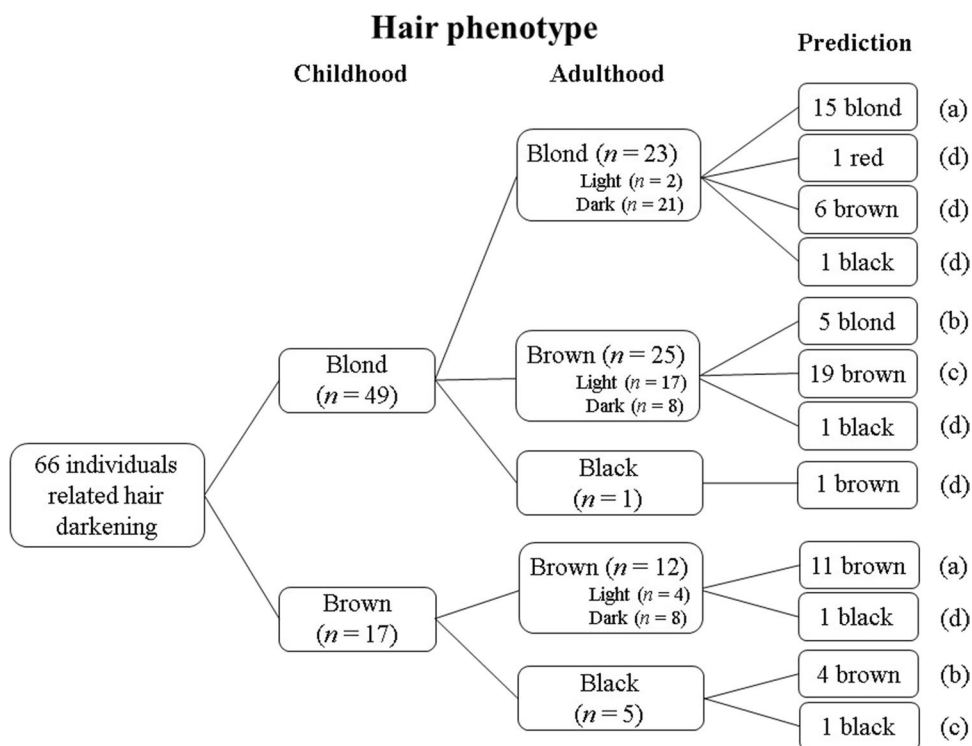 Hair phenotype
Childhood
Adulthood
Prediction
66 individuals
related hair
darkening
Blond
(n = 49)
Brown
(n = 17)
Blond (n = 23)
Light (n = 2)
Dark (n = 21)
Brown (n = 25)
Light (n = 17)
Dark (n = 8)
Black
(n = 1)
Brown (n = 12)
Light (n = 4)
Dark (n = 8)
Black
(n = 5)
15 blond (a)
1 red (d)
6 brown (d)
1 black (d)
5 blond (b)
19 brown (c)
1 black (d)
1 brown (d)
11 brown (a)
1 black (d)
4 brown (b)
1 black (c)